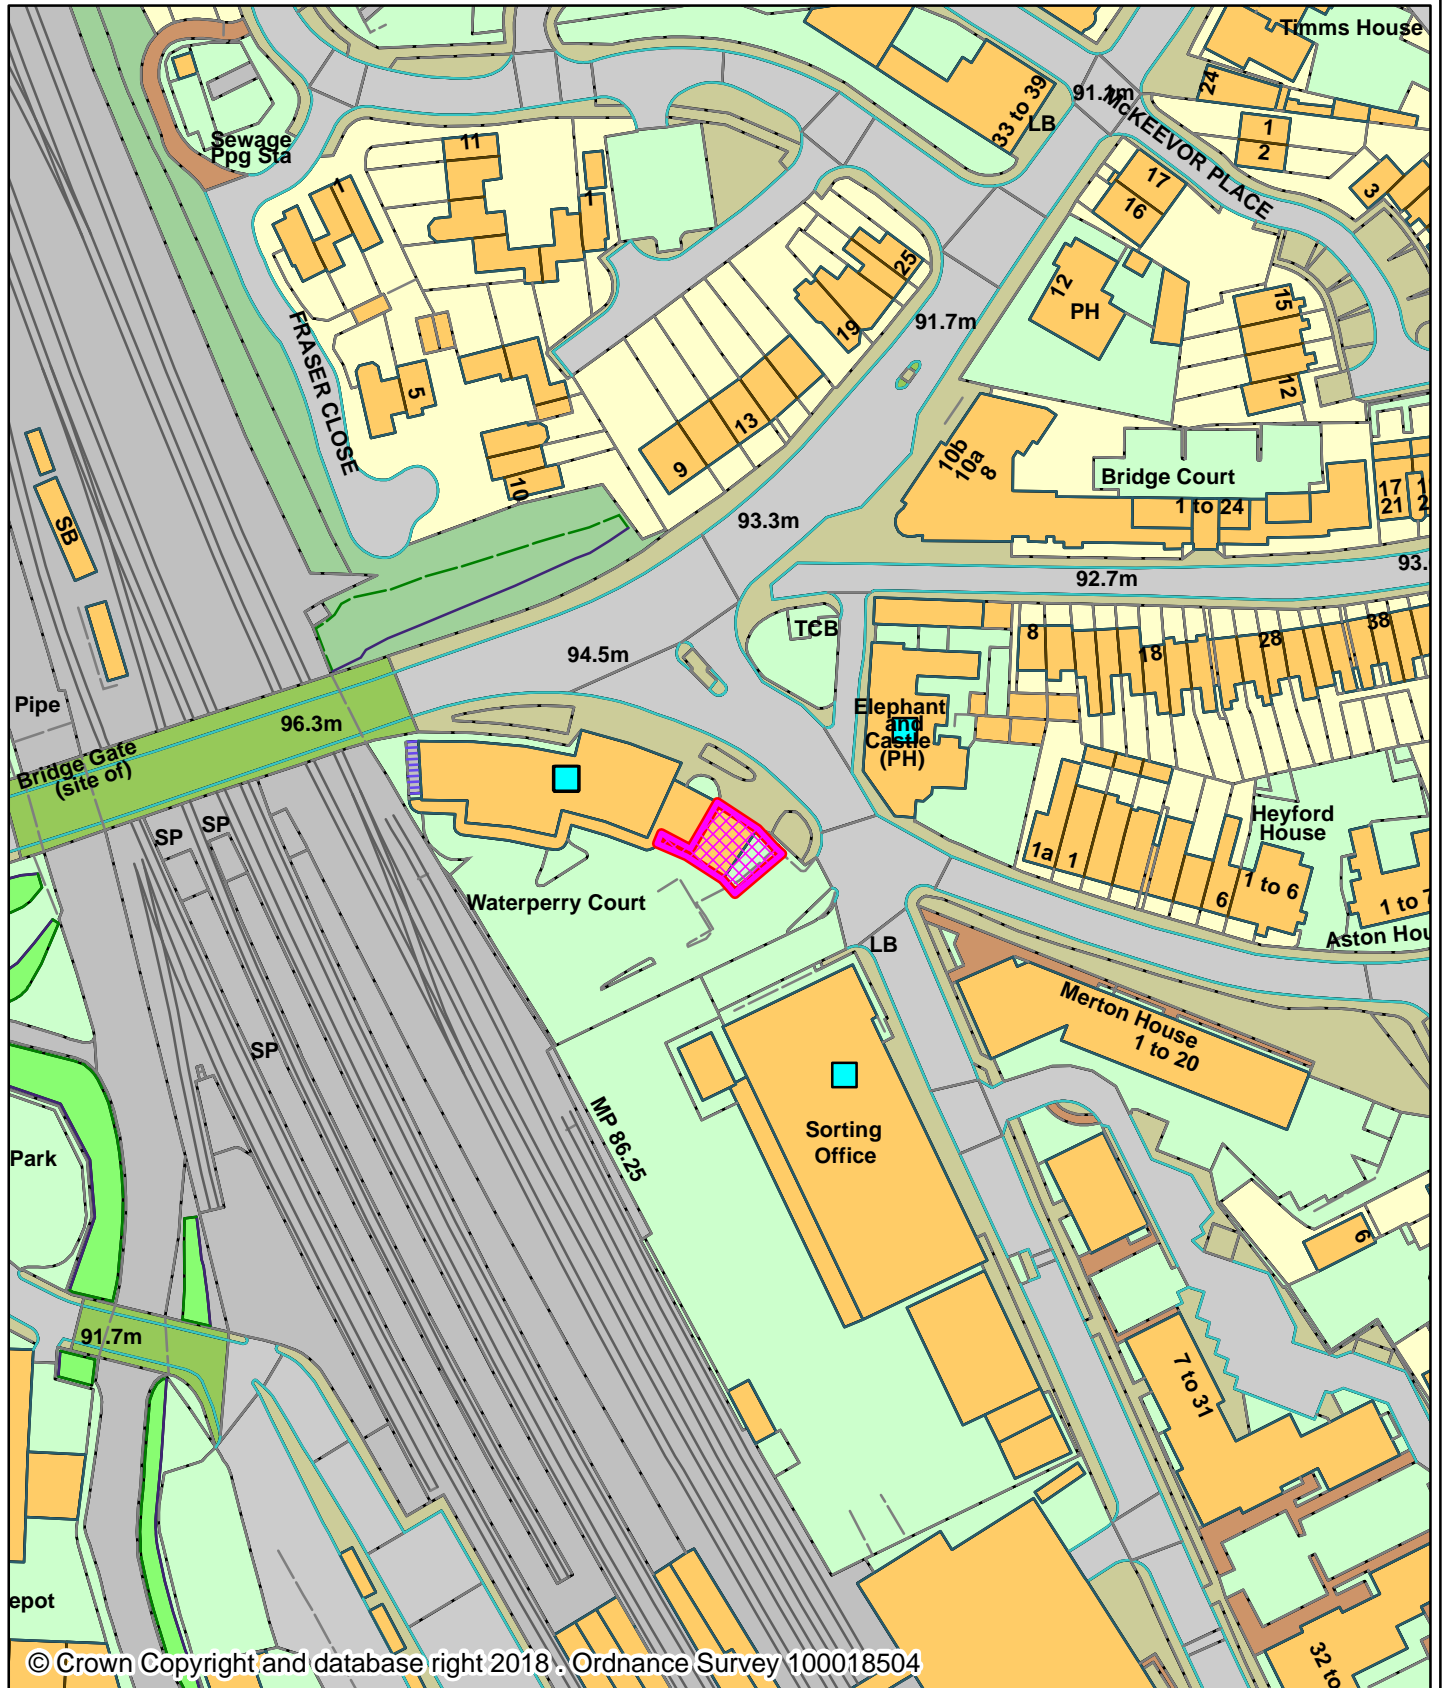 Timms House
24
33 to 39
91.1m
LB
McKEEVOR PLACE
1
2
3
Sewage
Ppg Sta
11
1
1
17
16
25
19
12
PH
15
12
91.7m
FRASER CLOSE
5
13
9
10
10b
10a
8
Bridge Court
1 to 24
17
21
93.3m
92.7m
93.
SB
TCB
8
18
28
38
94.5m
Pipe
96.3m
Elephant
and
Castle
(PH)
Bridge Gate
(site of)
SP
SP
Heyford
House
1a
1
6
1 to 6
1 to 7
Aston Hou
Waterperry Court
LB
Merton House
1 to 20
SP
MP 86.25
Sorting
Office
Park
6
91.7m
7 to 31
epot
32 to
© Crown Copyright and database right 2018 . Ordnance Survey 100018504